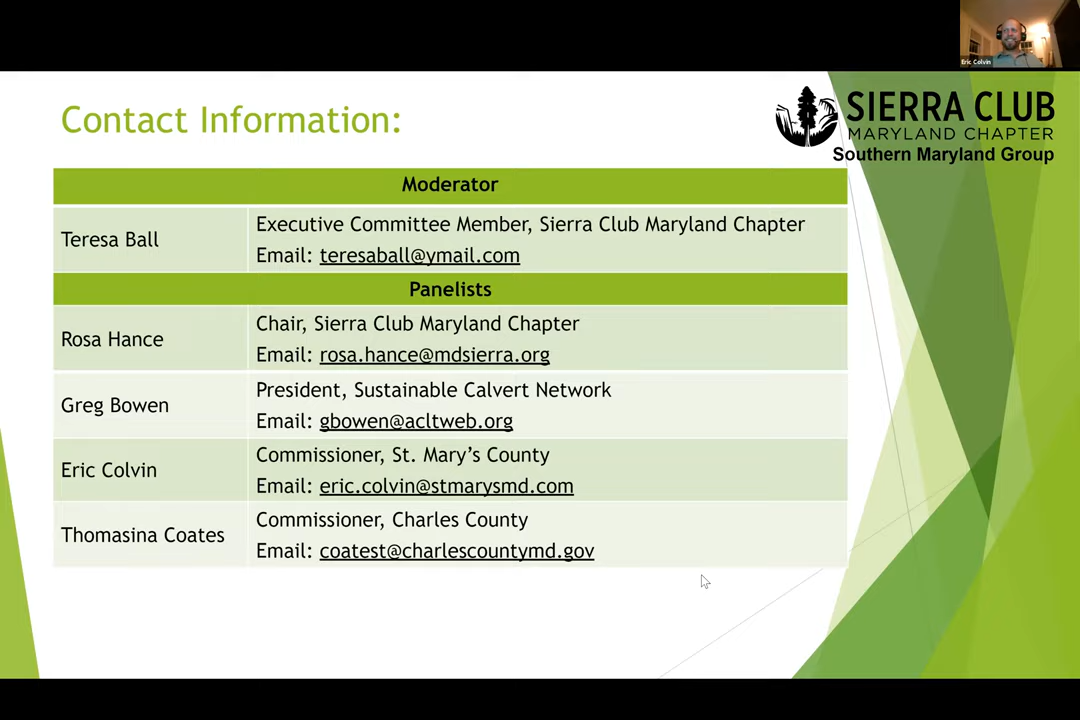 Eric Colvin
Contact Information:
SIERRA CLUB
MARYLAND CHAPTER
Southern Maryland Group
Moderator
Teresa Ball
Executive Committee Member, Sierra Club Maryland Chapter
Email: teresaball@ymail.com
Panelists
Rosa Hance
Chair, Sierra Club Maryland Chapter
Email: rosa.hance@mdsierra.org
Greg Bowen
President, Sustainable Calvert Network
Email: gbowen@acltweb.org
Eric Colvin
Commissioner, St. Mary’s County
Email: eric.colvin@stmarysmd.com
Thomasina Coates
Commissioner, Charles County
Email: coatest@charlescountymd.gov